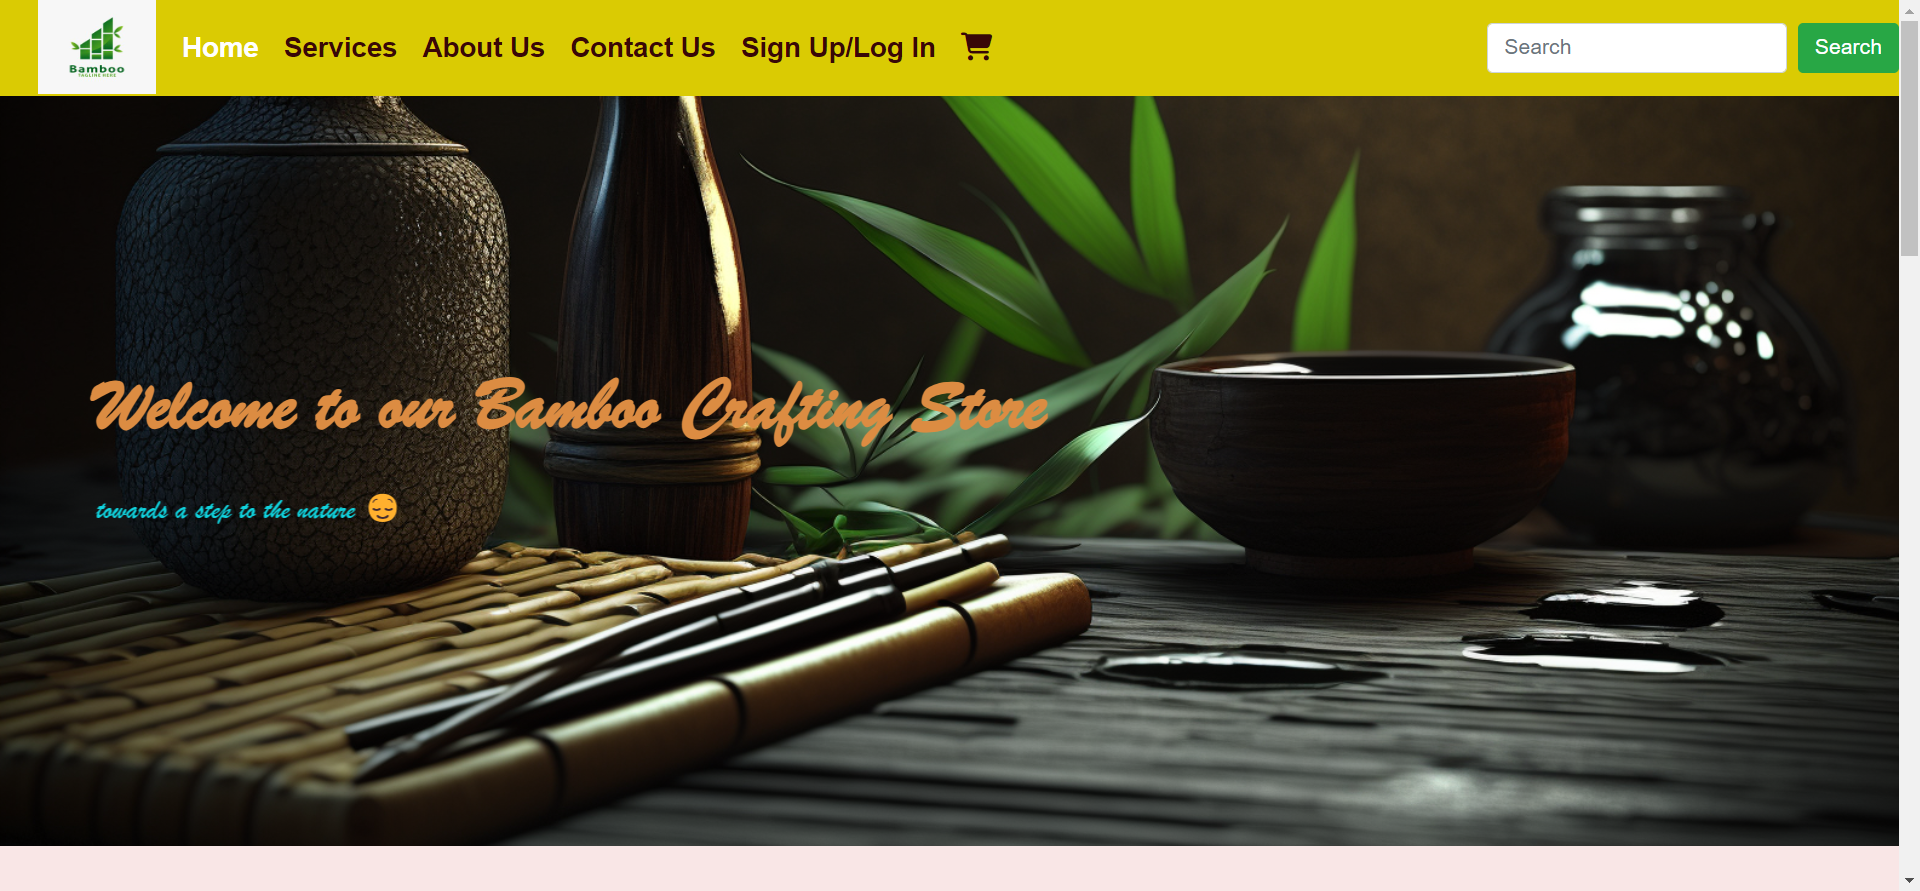 Bamboo
TAGLINE HERE
Home Services About Us Contact Us Sign Up/Log In
Search Search
Welcome to our Bamboo Crafting Store
towards a step to the nature 😌